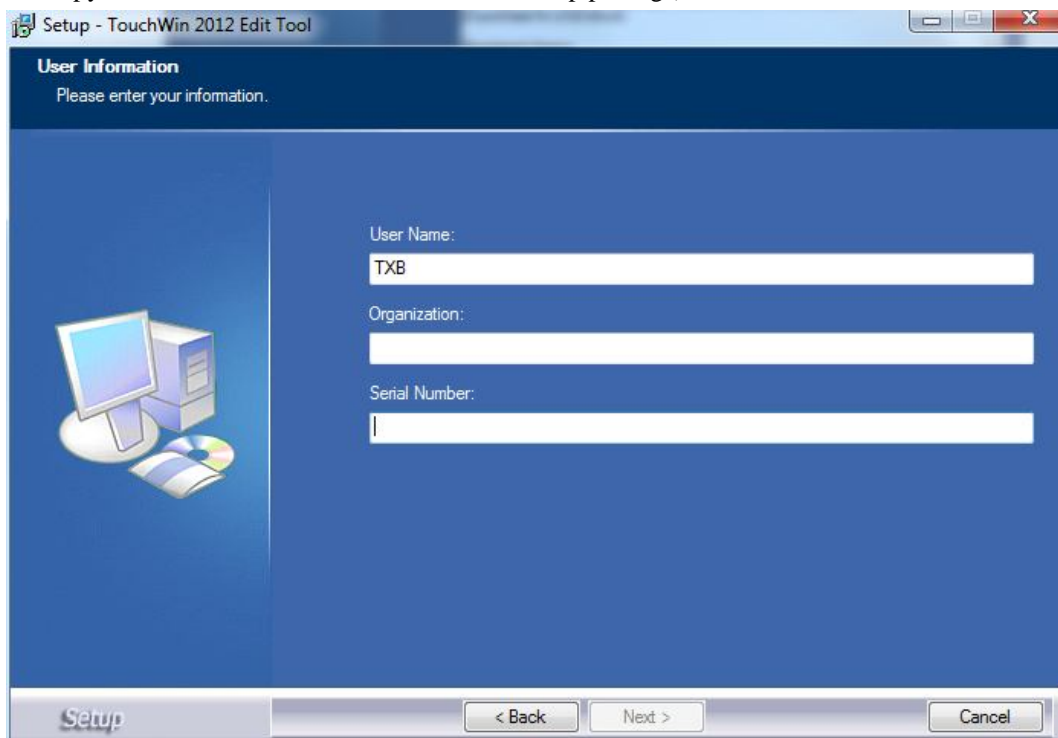 Setup - TouchWin 2012 Edit Tool
User Information
Please enter your information.
User Name:
TXB
Organization:
Serial Number:
Setup
< Back
Next >
Cancel